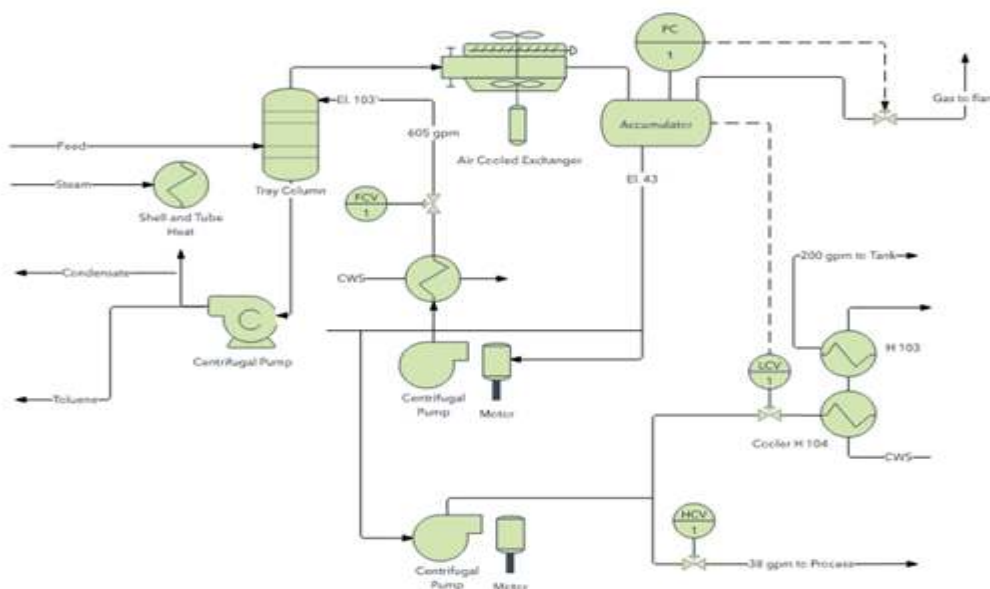 PC
1
El. 103'
605 gpm
Accumulator
Gas to flar
Feed
Air Cooled Exchanger
El. 43
Steam
Tray Column
FCV
1
Shell and Tube
Heat
200 gpm to Tank
Condensate
CWS
H 103
Centrifugal Pump
LCV
1
Centrifugal
Pump
Motor
Toluene
Cooler H 104
CWS
HCV
1
38 gpm to Process
Centrifugal
Pump
Motor